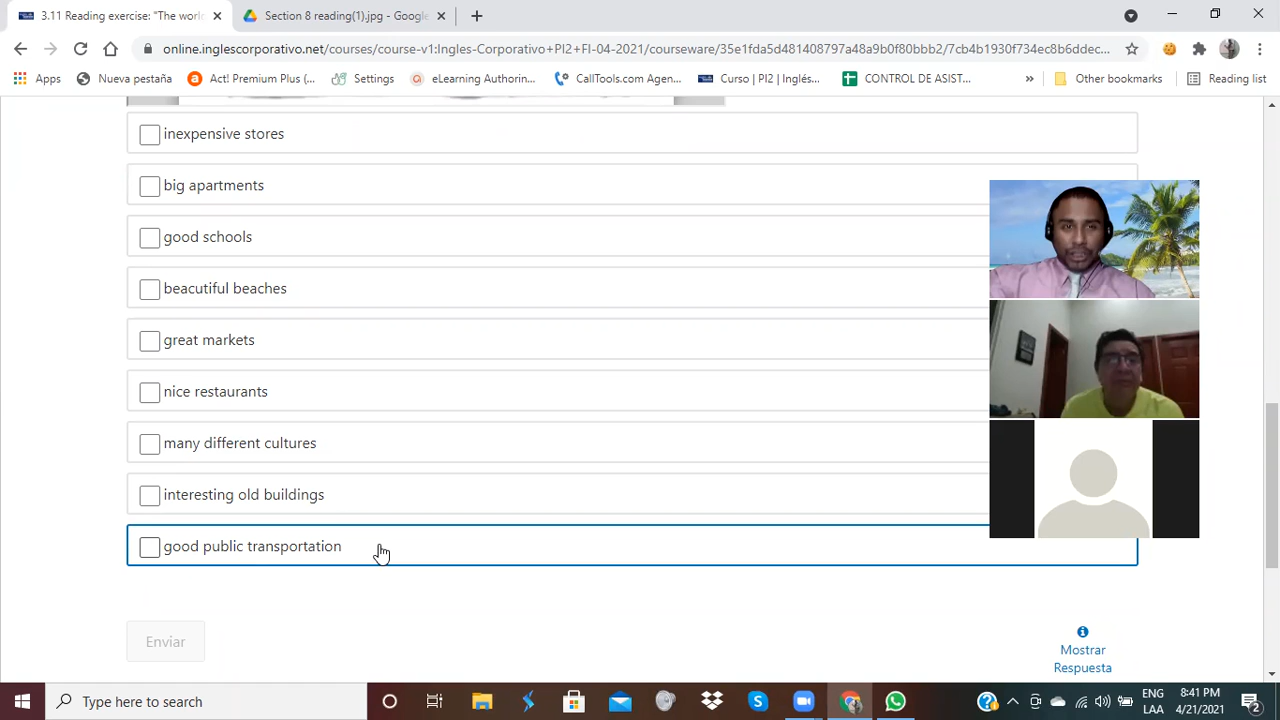 3.11 Reading exercise: "The worl
Section 8 reading(1).jpg - Google
online.inglescorporativo.net/courses/course-v1:Ingles-Corporativo+PI2+FI-04-2021/courseware/35e1fda5d481408797a48a9b0f80bbb2/7cb4b1930f734ec8b6ddec...
Apps
Nueva pestaña
Act! Premium Plus (...
Settings
eLearning Authorin...
CallTools.com Agen...
Curso | PI2 | Inglés...
CONTROL DE ASIST...
»
Other bookmarks
Reading list
inexpensive stores
big apartments
good schools
beacutiful beaches
great markets
nice restaurants
many different cultures
interesting old buildings
good public transportation
Enviar
Mostrar
Respuesta
Type here to search
ENG
LAA
8:41 PM
4/21/2021
2